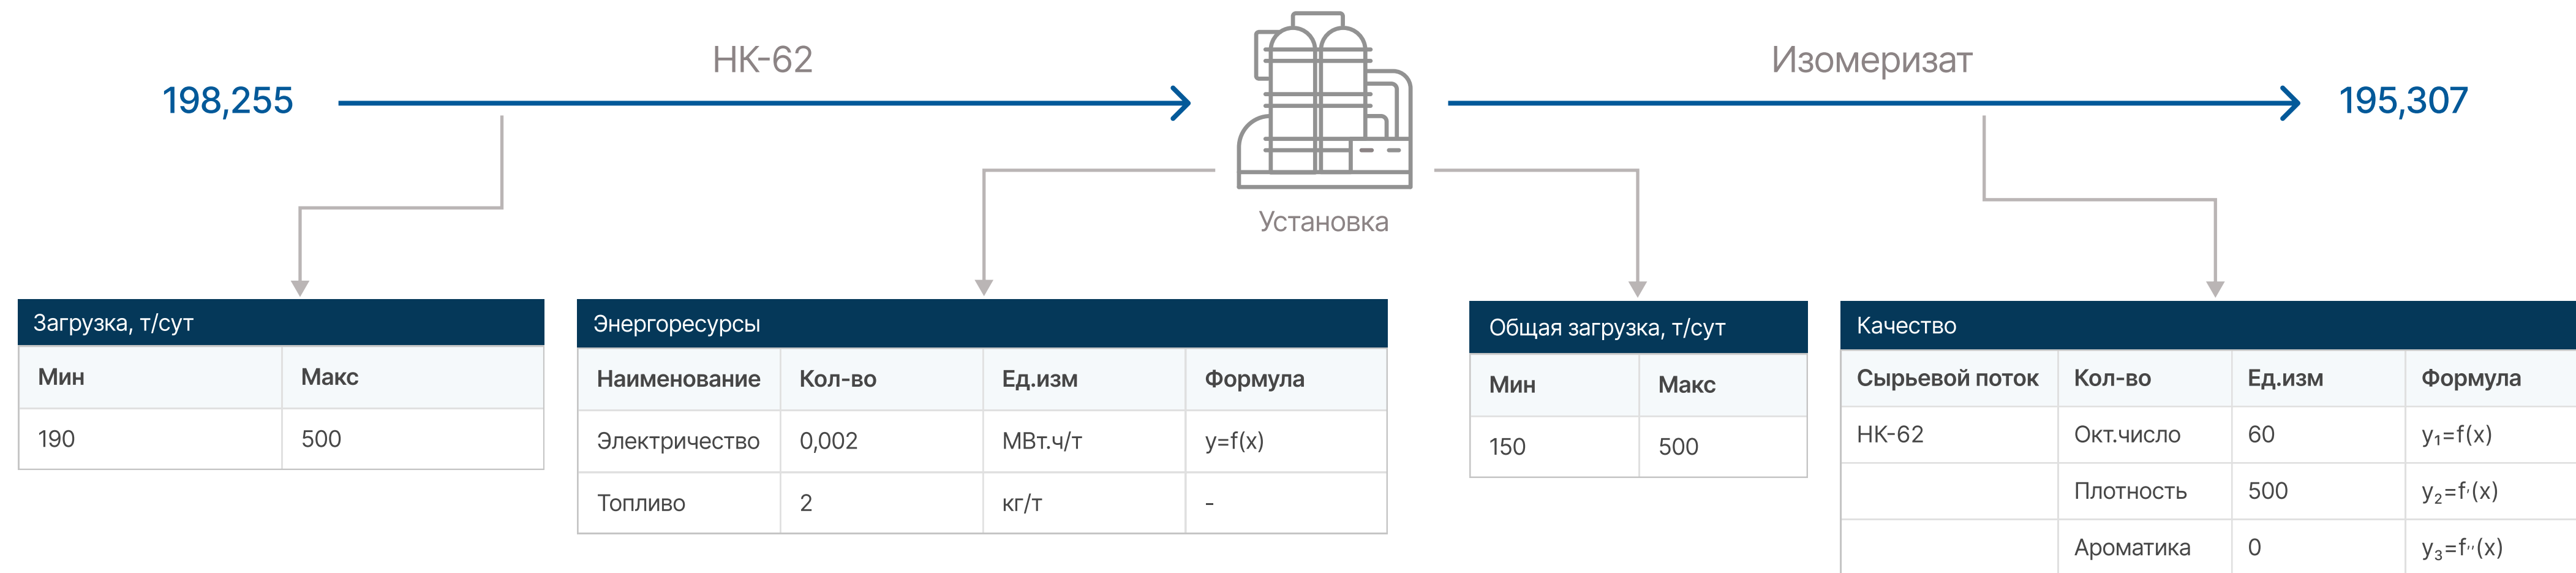 НК-62
Изомеризат
198,255
195,307
Установка
Загрузка, т/сут
Мин Макс
190 500
Энергоресурсы
Наименование Кол-во Ед.изм Формула
Электричество 0,002 МВт.ч/т y=f(x)
Топливо 2 кг/т -
Общая загрузка, т/сут
Мин Макс
150 500
Качество
Сырьевой поток Кол-во Ед.изм Формула
НК-62 Окт.число 60 y₁=f(x)
Плотность 500 y₂=f′(x)
Ароматика 0 y₃=f′′(x)